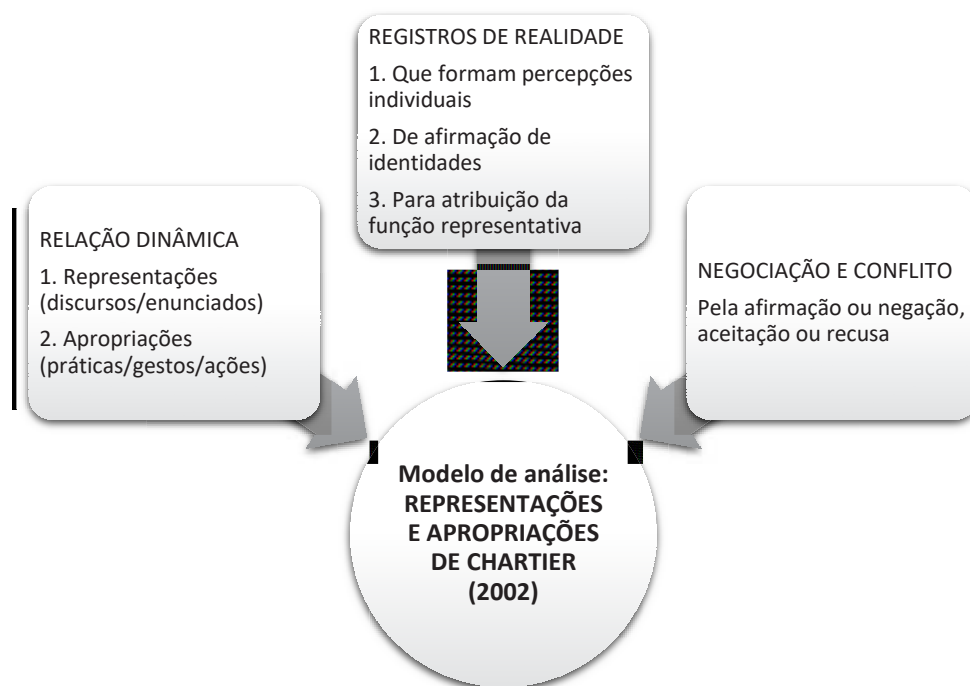 REGISTROS DE REALIDADE
1. Que formam percepções
individuais
2. De afirmação de
identidades
3. Para atribuição da
função representativa
RELAÇÃO DINÂMICA
1. Representações
(discursos/enunciados)
2. Apropriações
(práticas/gestos/ações)
NEGOCIAÇÃO E CONFLITO
Pela afirmação ou negação,
aceitação ou recusa
Modelo de análise:
REPRESENTAÇÕES
E APROPRIAÇÕES
DE CHARTIER
(2002)